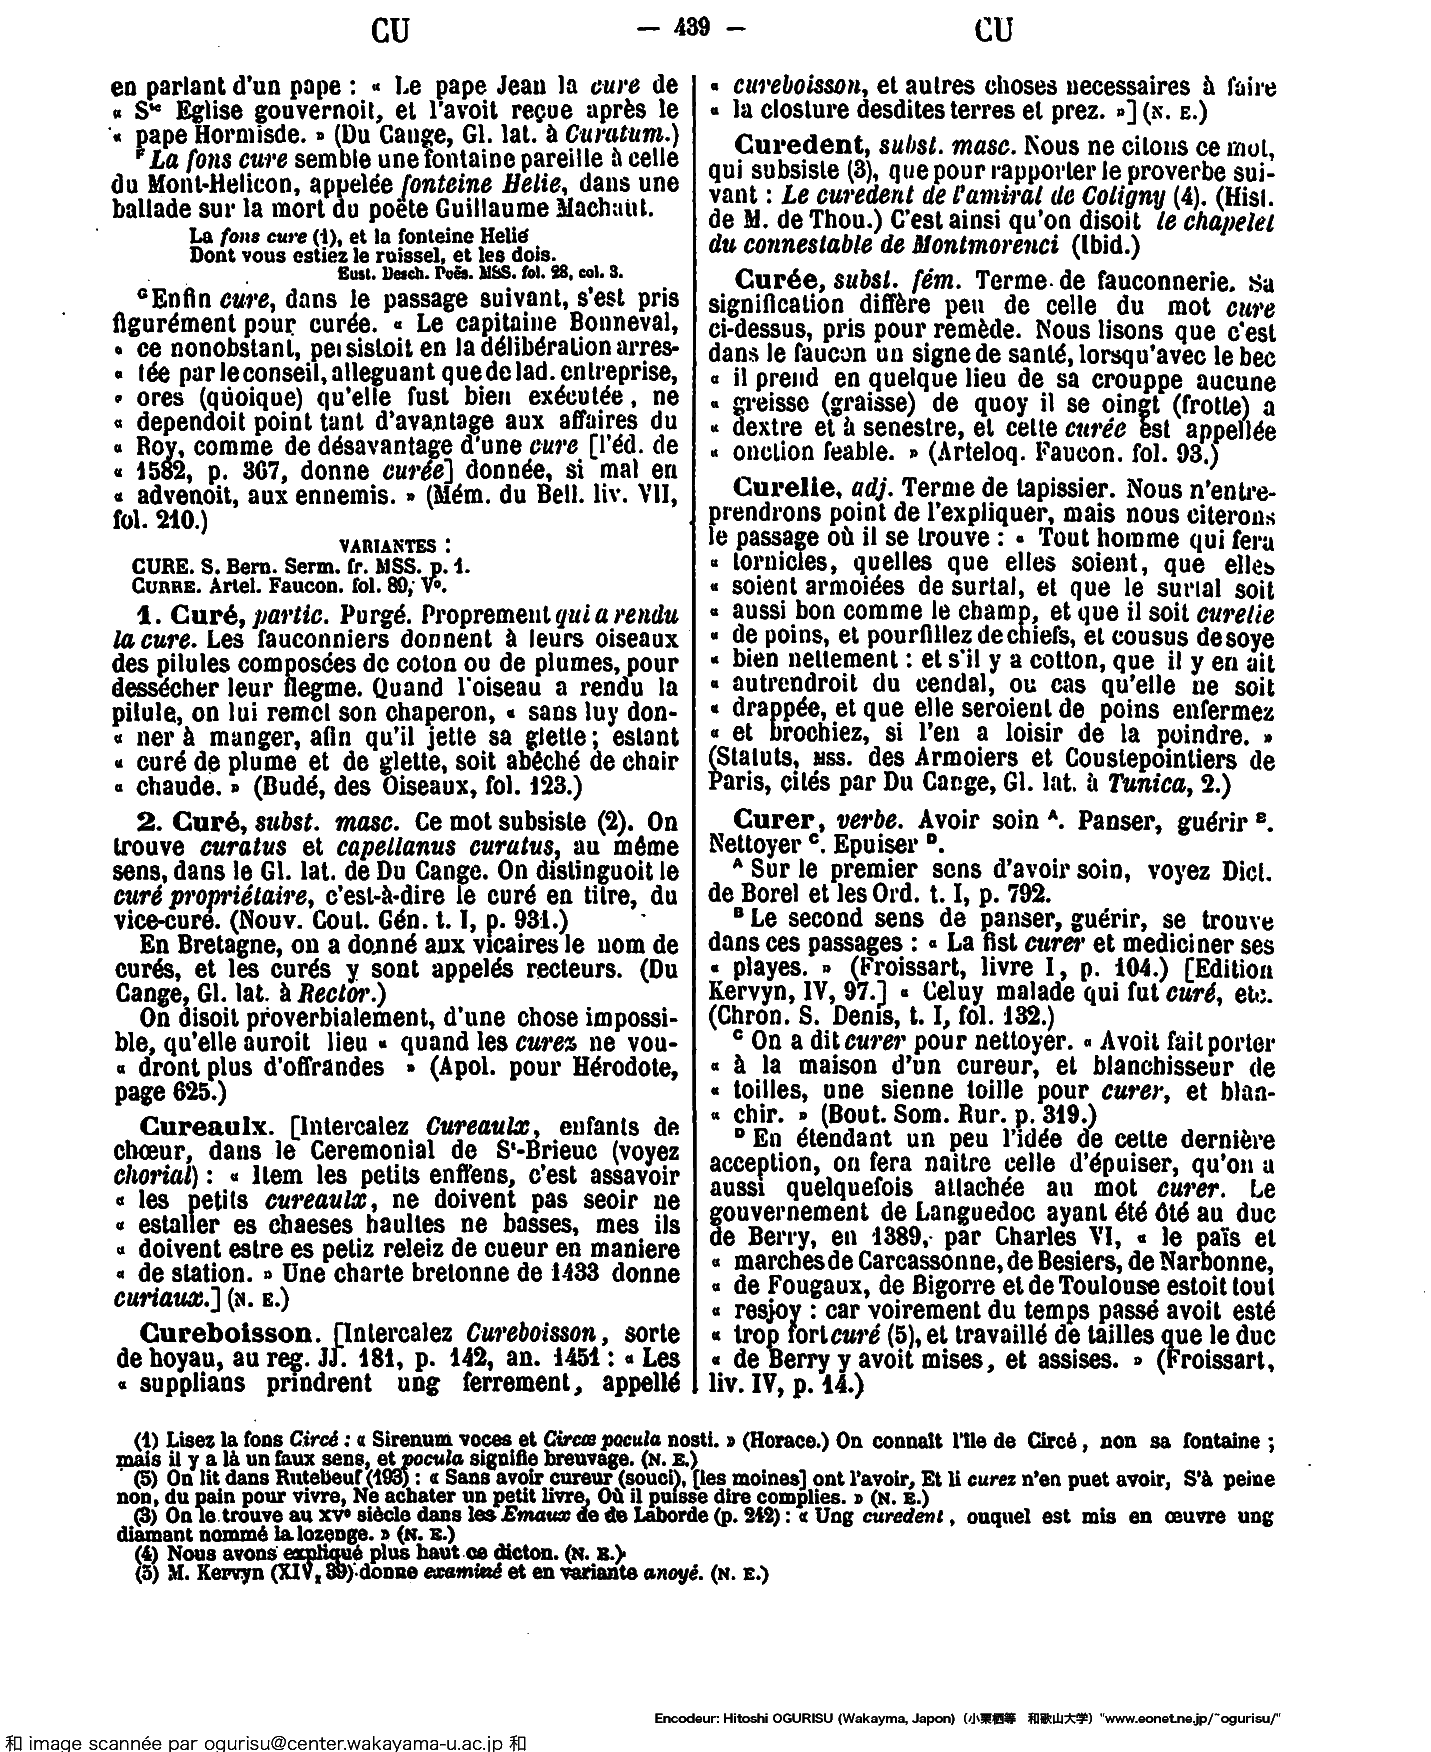 CU — 439 — CU
en parlant d'un pape : « Le pape Jean la cure de
« Ste Eglise gouvernoit, et l'avoit reçue après le
« pape Hormisde. » (Du Cange, Gl. lat. à Curatum.)
F La fons cure semble une fontaine pareille à celle
du Mont-Helicon, appelée fonteine Helie, dans une
ballade sur la mort du poëte Guillaume Machaut.
La fons cure (1), et la fonteine Helie
Dont vous estiez le ruissel, et les dois.
Eust. Desch. Poës. MSS. fol. 28, col. 3.
G Enfin cure, dans le passage suivant, s'est pris
figurément pour curée. « Le capitaine Bonneval,
« ce nonobstant, persistoit en la délibération arres-
« tée par le conseil, alleguant que de lad. entreprise,
« ores (quoique) qu'elle fust bien exécutée, ne
« dependoit point tant d'avantage aux affaires du
« Roy, comme de désavantage d'une cure [l'éd. de
« 1582, p. 367, donne curée] donnée, si mal en
« advenoit, aux ennemis. » (Mém. du Bell. liv. VII,
fol. 210.)
VARIANTES :
CURE. S. Bern. Serm. fr. MSS. p. 1.
CURRE. Artel. Faucon. fol. 89, Vo.
1. Curé, partic. Purgé. Proprement qui a rendu
la cure. Les fauconniers donnent à leurs oiseaux
des pilules composées de coton ou de plumes, pour
dessécher leur flegme. Quand l'oiseau a rendu la
pilule, on lui remet son chaperon, « sans luy don-
« ner à manger, afin qu'il jette sa glette ; estant
« curé de plume et de glette, soit abéché de chair
« chaude. » (Budé, des Oiseaux, fol. 123.)
2. Curé, subst. masc. Ce mot subsiste (2). On
trouve curatus et capellanus curatus, au même
sens, dans le Gl. lat. de Du Cange. On distinguoit le
curé propriétaire, c'est-à-dire le curé en titre, du
vice-curé. (Nouv. Cout. Gén. t. I, p. 931.)
En Bretagne, on a donné aux vicaires le nom de
curés, et les curés y sont appelés recteurs. (Du
Cange, Gl. lat. à Rector.)
On disoit proverbialement, d'une chose impossi-
ble, qu'elle auroit lieu « quand les curez ne vou-
« dront plus d'offrandes » (Apol. pour Hérodote,
page 625.)
Cureaulx. [Intercalez Cureaulx, enfants de
chœur, dans le Ceremonial de St-Brieuc (voyez
chorial) : « Item les petits enffens, c'est assavoir
« les petits cureaulx, ne doivent pas seoir ne
« estaller es chaeses haultes ne basses, mes ils
« doivent estre es petiz releiz de cueur en maniere
« de station. » Une charte bretonne de 1433 donne
curiaux.] (N. E.)
Cureboisson. [Intercalez Cureboisson, sorte
de hoyau, au reg. JJ. 181, p. 142, an. 1451 : « Les
« supplians prindrent ung ferrement, appellé
« cureboisson, et autres choses necessaires à faire
« la closture desdites terres et prez. »] (N. E.)
Curedent, subst. masc. Nous ne citons ce mot,
qui subsiste (3), que pour rapporter le proverbe sui-
vant : Le curedent de l'amiral de Coligny (4). (Hist.
de M. de Thou.) C'est ainsi qu'on disoit le chapelet
du connestable de Montmorenci (Ibid.)
Curée, subst. fém. Terme de fauconnerie. Sa
signification diffère peu de celle du mot cure
ci-dessus, pris pour remède. Nous lisons que c'est
dans le faucon un signe de santé, lorsqu'avec le bec
« il prend en quelque lieu de sa crouppe aucune
« greisse (graisse) de quoy il se oingt (frotte) a
« dextre et à senestre, et cette curée est appellée
« onction feable. » (Arteloq. Faucon. fol. 93.)
Curelie, adj. Terme de tapissier. Nous n'entre-
prendrons point de l'expliquer, mais nous citerons
le passage où il se trouve : « Tout homme qui fera
« tornicles, quelles que elles soient, que elles
« soient armoiées de surtal, et que le surtal soit
« aussi bon comme le champ, et que il soit curelie
« de poins, et pourfillez de chiefs, et cousus de soye
« bien nettement : et s'il y a cotton, que il y en ait
« autrendroit du cendal, ou cas qu'elle ne soit
« drappée, et que elle seroient de poins enfermez
« et brochiez, si l'en a loisir de la poindre. »
(Statuts, MSS. des Armoiers et Coustepointiers de
Paris, cités par Du Cange, Gl. lat. à Tunica, 2.)
Curer, verbe. Avoir soin A. Panser, guérir B.
Nettoyer C. Epuiser D.
A Sur le premier sens d'avoir soin, voyez Dict.
de Borel et les Ord. t. I, p. 792.
B Le second sens de panser, guérir, se trouve
dans ces passages : « La fist curer et mediciner ses
« playes. » (Froissart, livre I, p. 104.) [Edition
Kervyn, IV, 97.] « Celuy malade qui fut curé, etc.
(Chron. S. Denis, t. I, fol. 132.)
C On a dit curer pour nettoyer. « Avoit fait porter
« à la maison d'un cureur, et blanchisseur de
« toilles, une sienne toille pour curer, et blan-
« chir. » (Bout. Som. Rur. p. 319.)
D En étendant un peu l'idée de cette dernière
acception, on fera naitre celle d'épuiser, qu'on a
aussi quelquefois attachée au mot curer. Le
gouvernement de Languedoc ayant été ôté au duc
de Berry, en 1389, par Charles VI, « le païs et
« marches de Carcassonne, de Besiers, de Narbonne,
« de Fougaux, de Bigorre et de Toulouse estoit tout
« resjoy : car voirement du temps passé avoit esté
« trop fort curé (5), et travaillé de tailles que le duc
« de Berry y avoit mises, et assises. » (Froissart,
liv. IV, p. 14.)
(1) Lisez la fons Circé : « Sirenum voces et Circæ pocula nosti. » (Horace.) On connaît l'île de Circé, non sa fontaine ;
mais il y a là un faux sens, et pocula signifie breuvage. (N. E.)
(5) On lit dans Rutebeuf (193) : « Sans avoir cureur (souci), [les moines] ont l'avoir, Et li curez n'en puet avoir, S'à peine
non, du pain pour vivre, Ne achater un petit livre, Où il puisse dire complies. » (N. E.)
(3) On le trouve au XVe siècle dans les Emaux de de Laborde (p. 242) : « Ung curedent, ouquel est mis en œuvre ung
diamant nommé la lozenge. » (N. E.)
(4) Nous avons expliqué plus haut ce dicton. (N. E.)
(5) M. Kervyn (XIV, 39) donne examiné et en variante anoyé. (N. E.)
Encodeur: Hitoshi OGURISU (Wakayma, Japon) (小栗栖等 和歌山大学) "www.eonet.ne.jp/~ogurisu/"
和 image scannée par ogurisu@center.wakayama-u.ac.jp 和